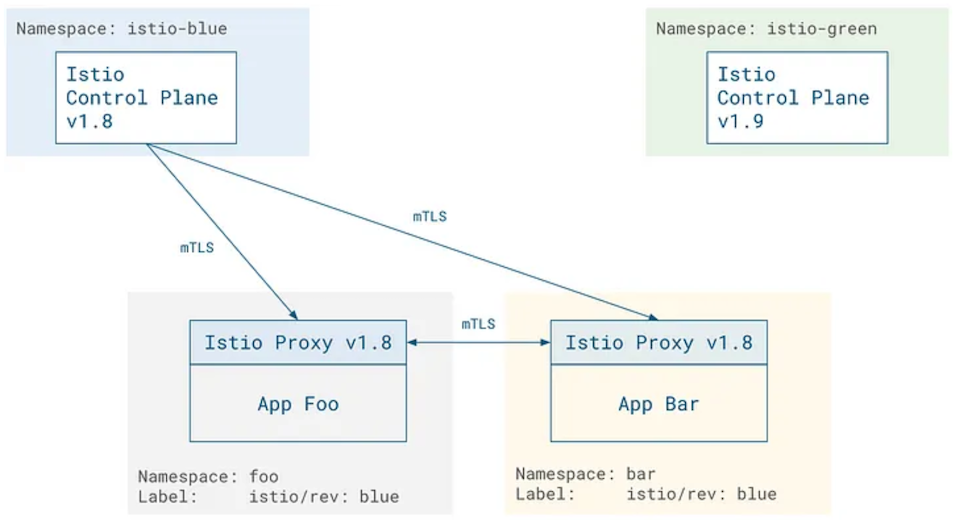 Namespace: istio-blue
Istio
Control Plane
v1.8
Namespace: istio-green
Istio
Control Plane
v1.9
mTLS
mTLS
mTLS
Istio Proxy v1.8
App Foo
Istio Proxy v1.8
App Bar
Namespace: foo
Label: istio/rev: blue
Namespace: bar
Label: istio/rev: blue